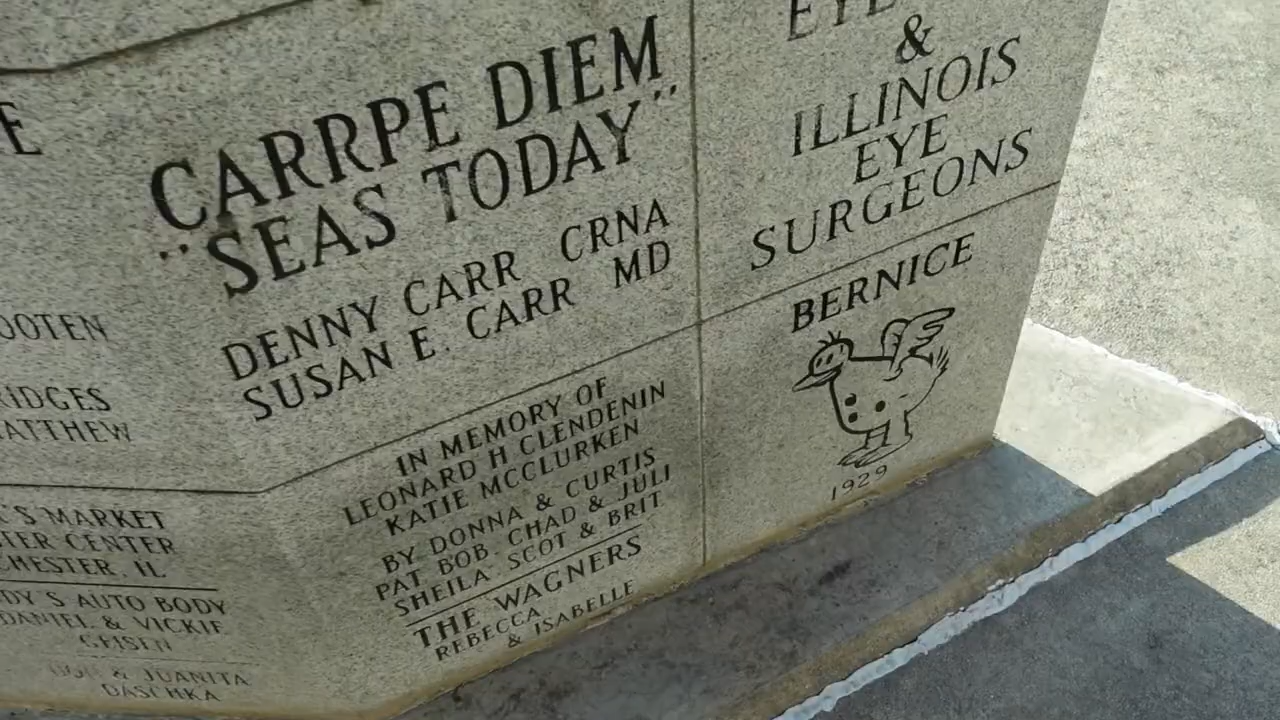 CARRPE DIEM
"SEAS TODAY"
DENNY CARR CRNA
SUSAN E. CARR MD
&
ILLINOIS
EYE
SURGEONS
BERNICE
1929
IN MEMORY OF
LEONARD H CLENDENIN
KATIE MCCLURKEN
BY DONNA & CURTIS
PAT BOB CHAD & JULI
SHEILA SCOT & BRIT
THE WAGNERS
REBECCA
& ISABELLE
OOTEN
RIDGES
ATTHEW
'S MARKET
TER CENTER
CHESTER, IL
DY S AUTO BODY
DANIEL & VICKIE
GEISEN
& JUANITA
DASCHKA